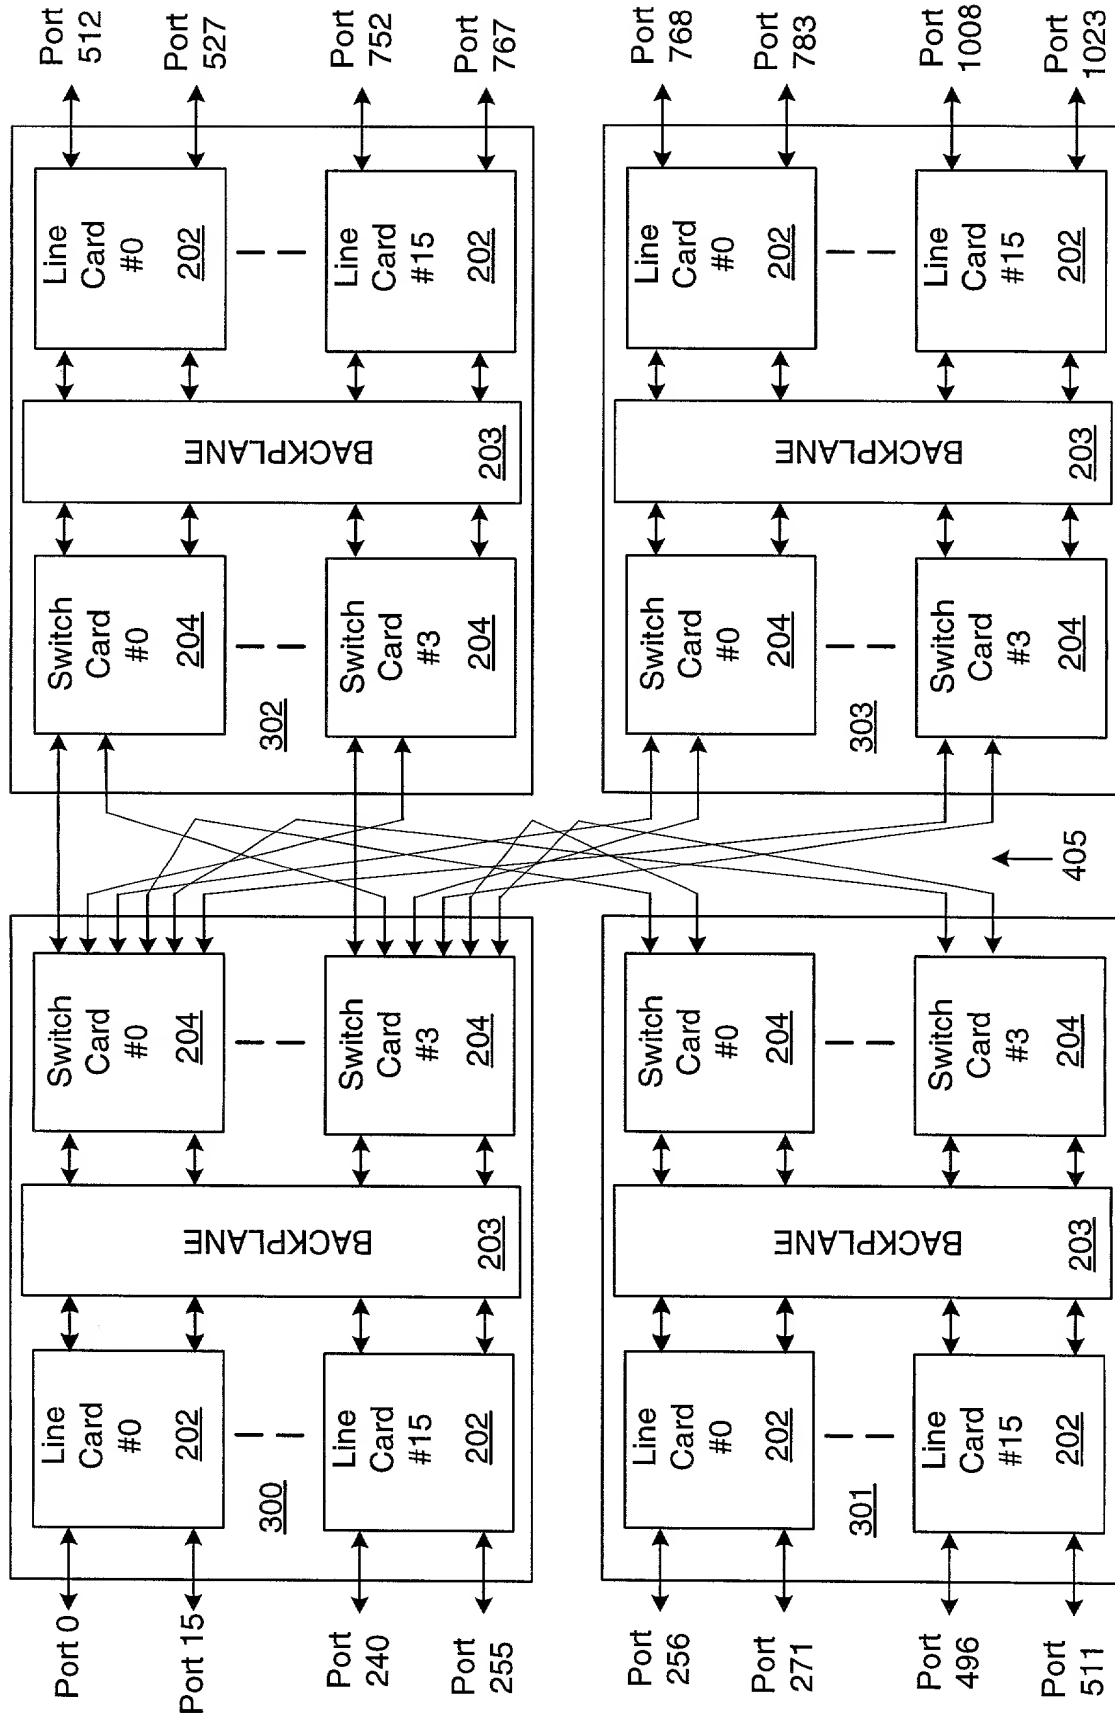 Port 0
Port 15
Port
240
Port
255
Line
Card
#0
202
300
Line
Card
#15
202
BACKPLANE
203
Switch
Card
#0
204
Switch
Card
#3
204
Switch
Card
#0
204
302
Switch
Card
#3
204
BACKPLANE
203
Line
Card
#0
202
Line
Card
#15
202
Port
512
Port
527
Port
752
Port
767
Port
256
Port
271
Port
496
Port
511
Line
Card
#0
202
301
Line
Card
#15
202
BACKPLANE
203
Switch
Card
#0
204
Switch
Card
#3
204
405
Switch
Card
#0
204
303
Switch
Card
#3
204
BACKPLANE
203
Line
Card
#0
202
Line
Card
#15
202
Port
768
Port
783
Port
1008
Port
1023